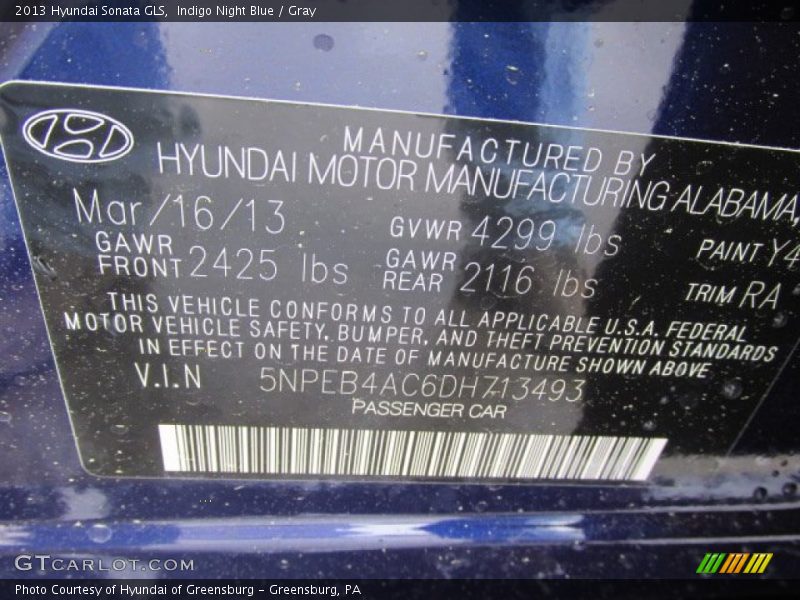 2013 Hyundai Sonata GLS, Indigo Night Blue / Gray
MANUFACTURED BY
HYUNDAI MOTOR MANUFACTURING ALABAMA,
Mar/16/13 GVWR 4299 lbs PAINT Y4
GAWR FRONT 2425 lbs GAWR REAR 2116 lbs TRIM RA
THIS VEHICLE CONFORMS TO ALL APPLICABLE U.S.A. FEDERAL
MOTOR VEHICLE SAFETY, BUMPER, AND THEFT PREVENTION STANDARDS
IN EFFECT ON THE DATE OF MANUFACTURE SHOWN ABOVE
V.I.N 5NPEB4AC6DH713493
PASSENGER CAR
GTCARLOT.COM
Photo Courtesy of Hyundai of Greensburg - Greensburg, PA